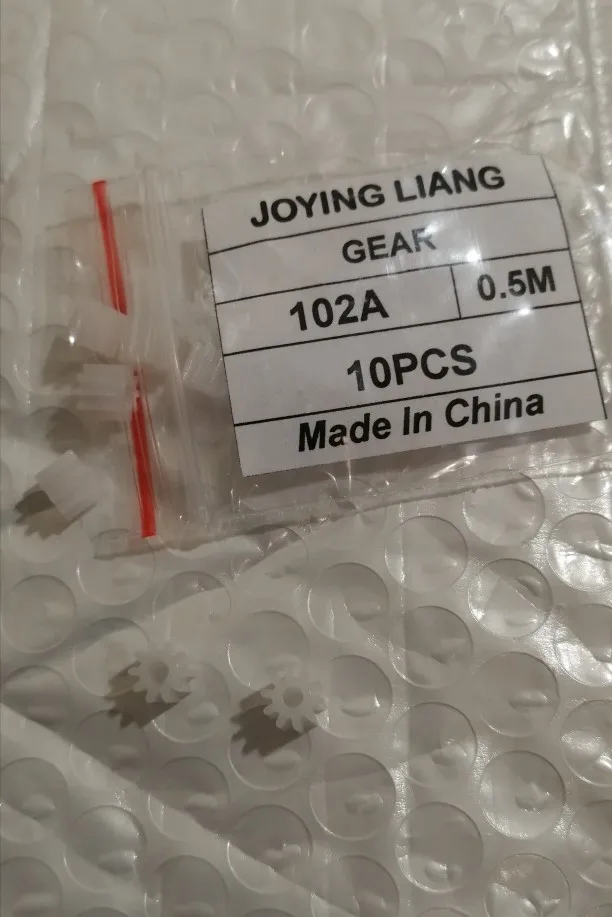 JOYING LIANG
GEAR
102A 0.5M
10PCS
Made In China